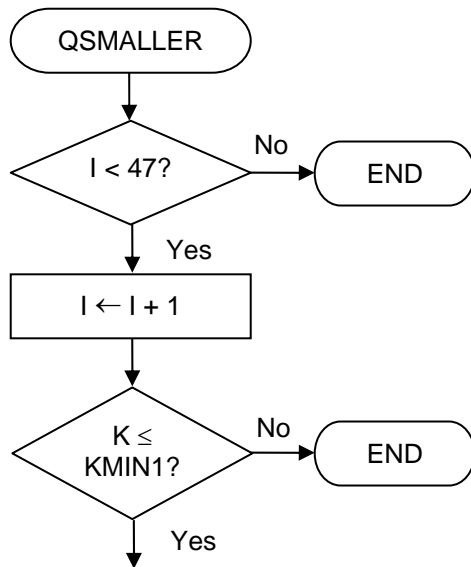 QSMALLER
No
I < 47?
END
Yes
I ← I + 1
No
K ≤
KMIN1?
END
Yes